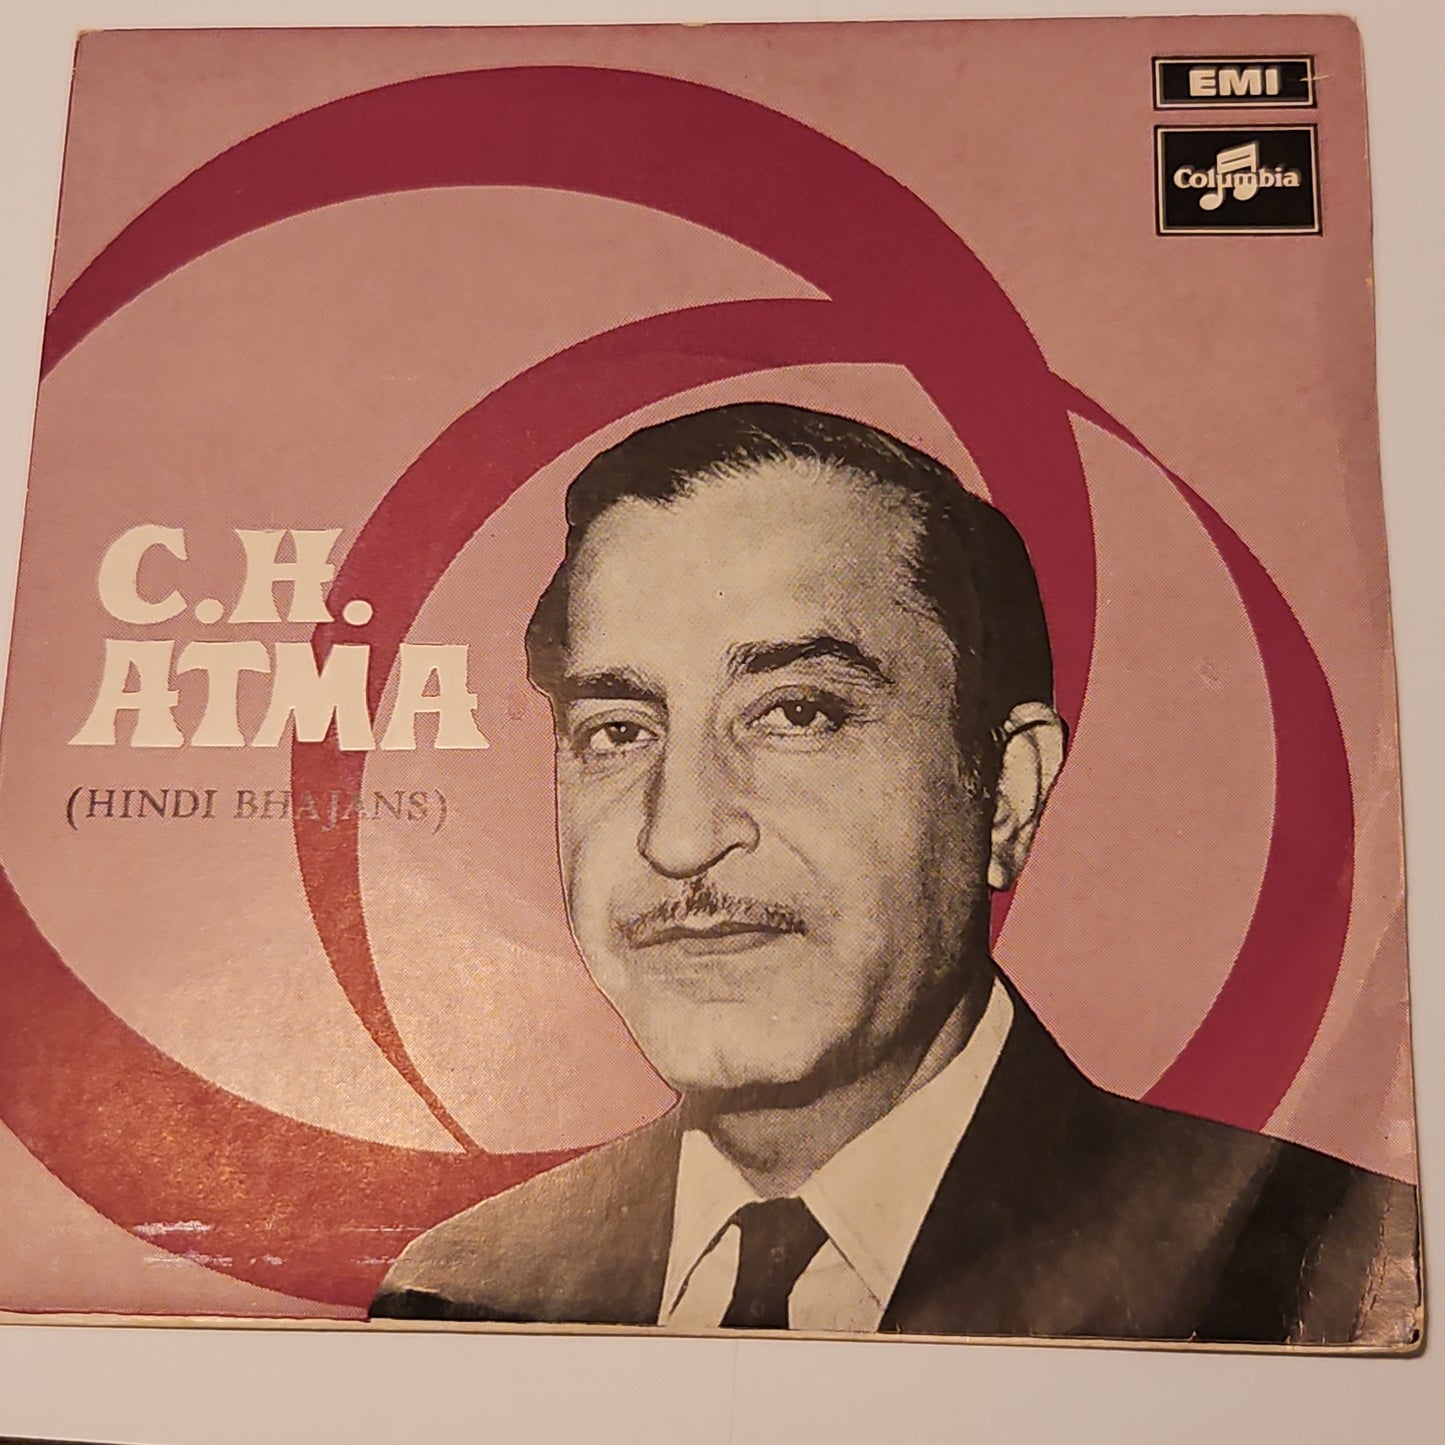 EMI
Columbia
C.H.
ATMA
(HINDI BHAJANS)